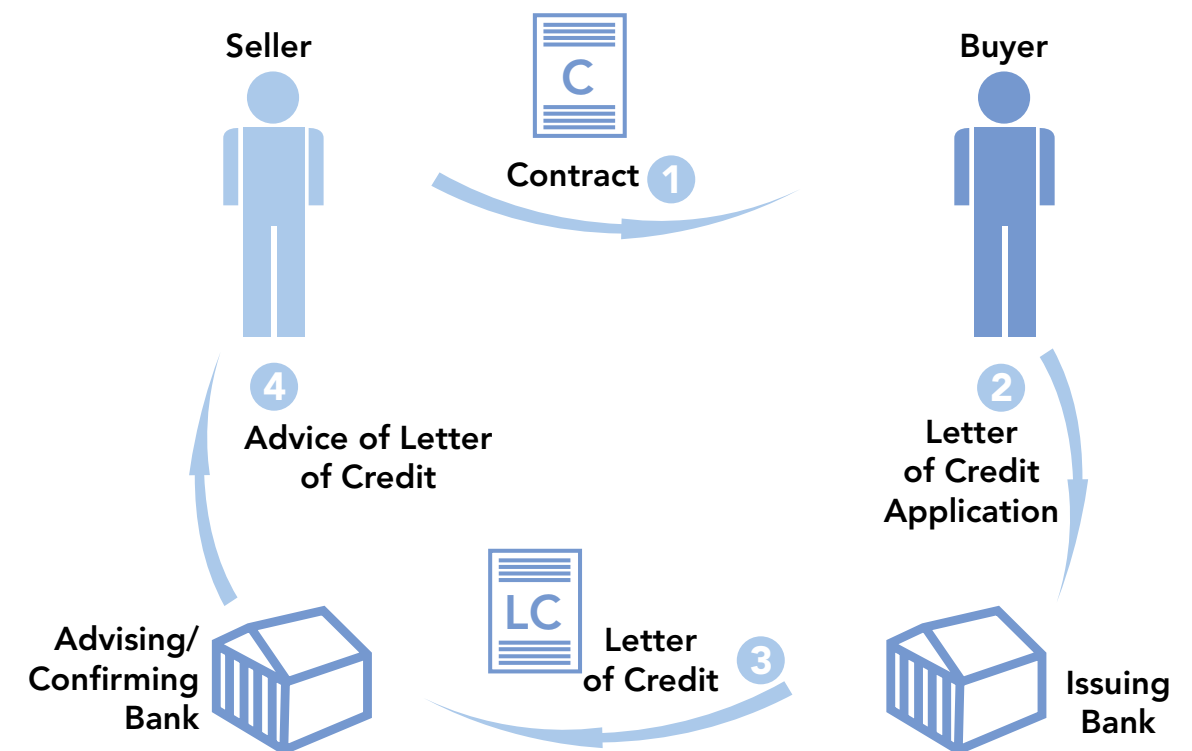 Seller
Buyer
C
Contract 1
4
Advice of Letter
of Credit
2
Letter
of Credit
Application
LC
Letter
of Credit
3
Advising/
Confirming
Bank
Issuing
Bank